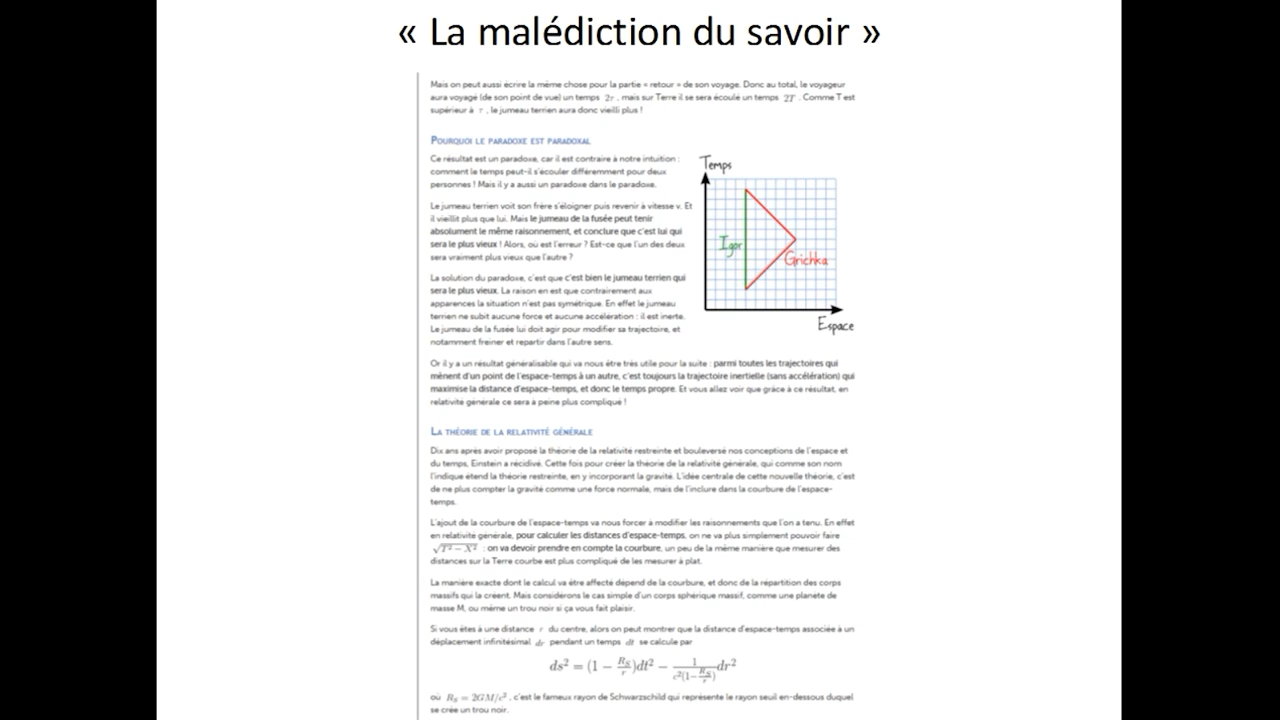 « La malédiction du savoir »
Mais on peut aussi écrire la même chose pour la partie « retour » de son voyage. Donc au total, le voyageur
aura voyagé (de son point de vue) un temps 2τ , mais sur Terre il se sera écoulé un temps 2T . Comme T est
supérieur à τ , le jumeau terrien aura donc vieilli plus !
POURQUOI LE PARADOXE EST PARADOXAL
Ce résultat est un paradoxe, car il est contraire à notre intuition :
comment le temps peut-il s'écouler différemment pour deux
personnes ! Mais il y a aussi un paradoxe dans le paradoxe.
Le jumeau terrien voit son frère s'éloigner puis revenir à vitesse v. Et
il vieillit plus que lui. Mais le jumeau de la fusée peut tenir
absolument le même raisonnement, et conclure que c'est lui qui
sera le plus vieux ! Alors, où est l'erreur ? Est-ce que l'un des deux
sera vraiment plus vieux que l'autre ?
La solution du paradoxe, c'est que c'est bien le jumeau terrien qui
sera le plus vieux. La raison en est que contrairement aux
apparences la situation n'est pas symétrique. En effet le jumeau
terrien ne subit aucune force et aucune accélération : il est inerte.
Le jumeau de la fusée lui doit agir pour modifier sa trajectoire, et
notamment freiner et repartir dans l'autre sens.
Temps
Igor
Grichka
Espace
Or il y a un résultat généralisable qui va nous être très utile pour la suite : parmi toutes les trajectoires qui
mènent d'un point de l'espace-temps à un autre, c'est toujours la trajectoire inertielle (sans accélération) qui
maximise la distance d'espace-temps, et donc le temps propre. Et vous allez voir que grâce à ce résultat, en
relativité générale ce sera à peine plus compliqué !
LA THÉORIE DE LA RELATIVITÉ GÉNÉRALE
Dix ans après avoir proposé la théorie de la relativité restreinte et bouleversé nos conceptions de l'espace et
du temps, Einstein a récidivé. Cette fois pour créer la théorie de la relativité générale, qui comme son nom
l'indique étend la théorie restreinte, en y incorporant la gravité. L'idée centrale de cette nouvelle théorie, c'est
de ne plus compter la gravité comme une force normale, mais de l'inclure dans la courbure de l'espace-
temps.
L'ajout de la courbure de l'espace-temps va nous forcer à modifier les raisonnements que l'on a tenu. En effet
en relativité générale, pour calculer les distances d'espace-temps, on ne va plus simplement pouvoir faire
√T² − X² : on va devoir prendre en compte la courbure, un peu de la même manière que mesurer des
distances sur la Terre courbe est plus compliqué de les mesurer à plat.
La manière exacte dont le calcul va être affecté dépend de la courbure, et donc de la répartition des corps
massifs qui la créent. Mais considérons le cas simple d'un corps sphérique massif, comme une planète de
masse M, ou même un trou noir si ça vous fait plaisir.
Si vous êtes à une distance r du centre, alors on peut montrer que la distance d'espace-temps associée à un
déplacement infinitésimal dr pendant un temps dt se calcule par
ds² = (1 − R_S/r)dt² − 1/(c²(1−R_S/r)) dr²
où R_S = 2GM/c² , c'est le fameux rayon de Schwarzschild qui représente le rayon seuil en-dessous duquel
se crée un trou noir.